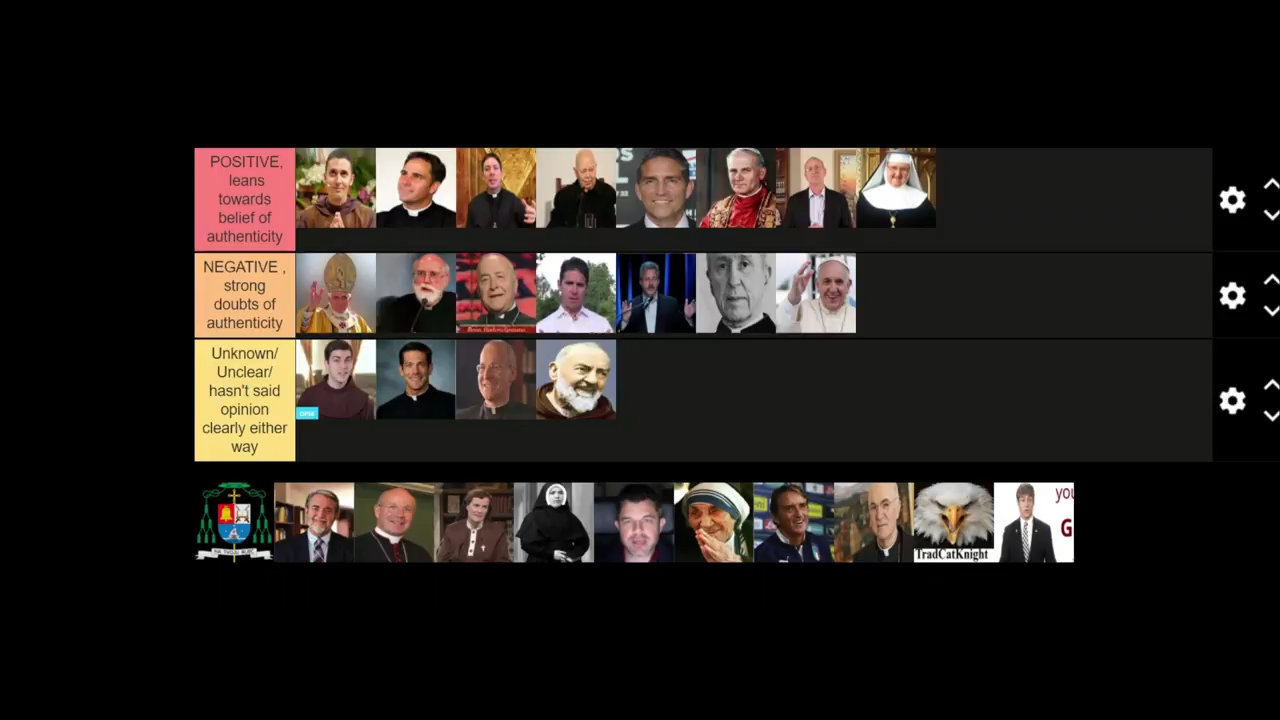 POSITIVE,
leans
towards
belief of
authenticity
NEGATIVE ,
strong
doubts of
authenticity
Unknown/
Unclear/
hasn't said
opinion
clearly either
way
TradCatKnight
you
G